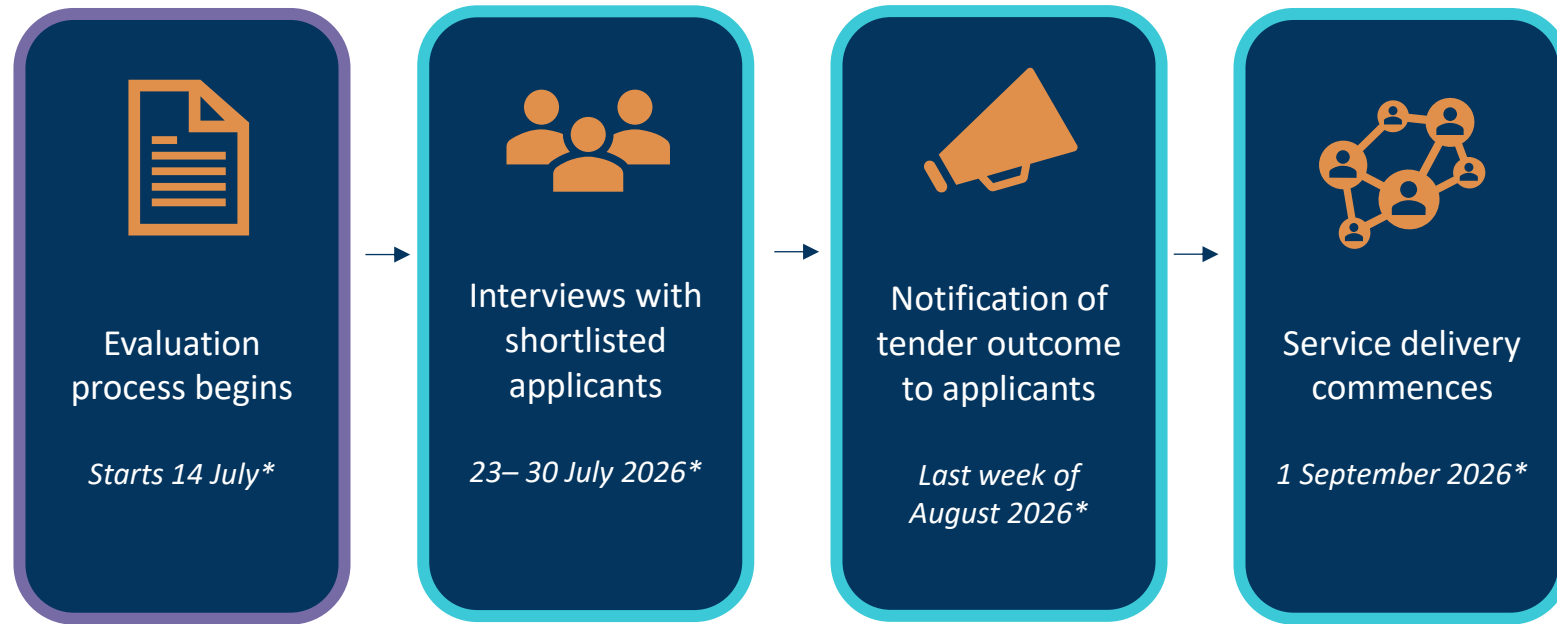 Evaluation
process begins
Starts 14 July*
Interviews with
shortlisted
applicants
23– 30 July 2026*
Notification of
tender outcome
to applicants
Last week of
August 2026*
Service delivery
commences
1 September 2026*